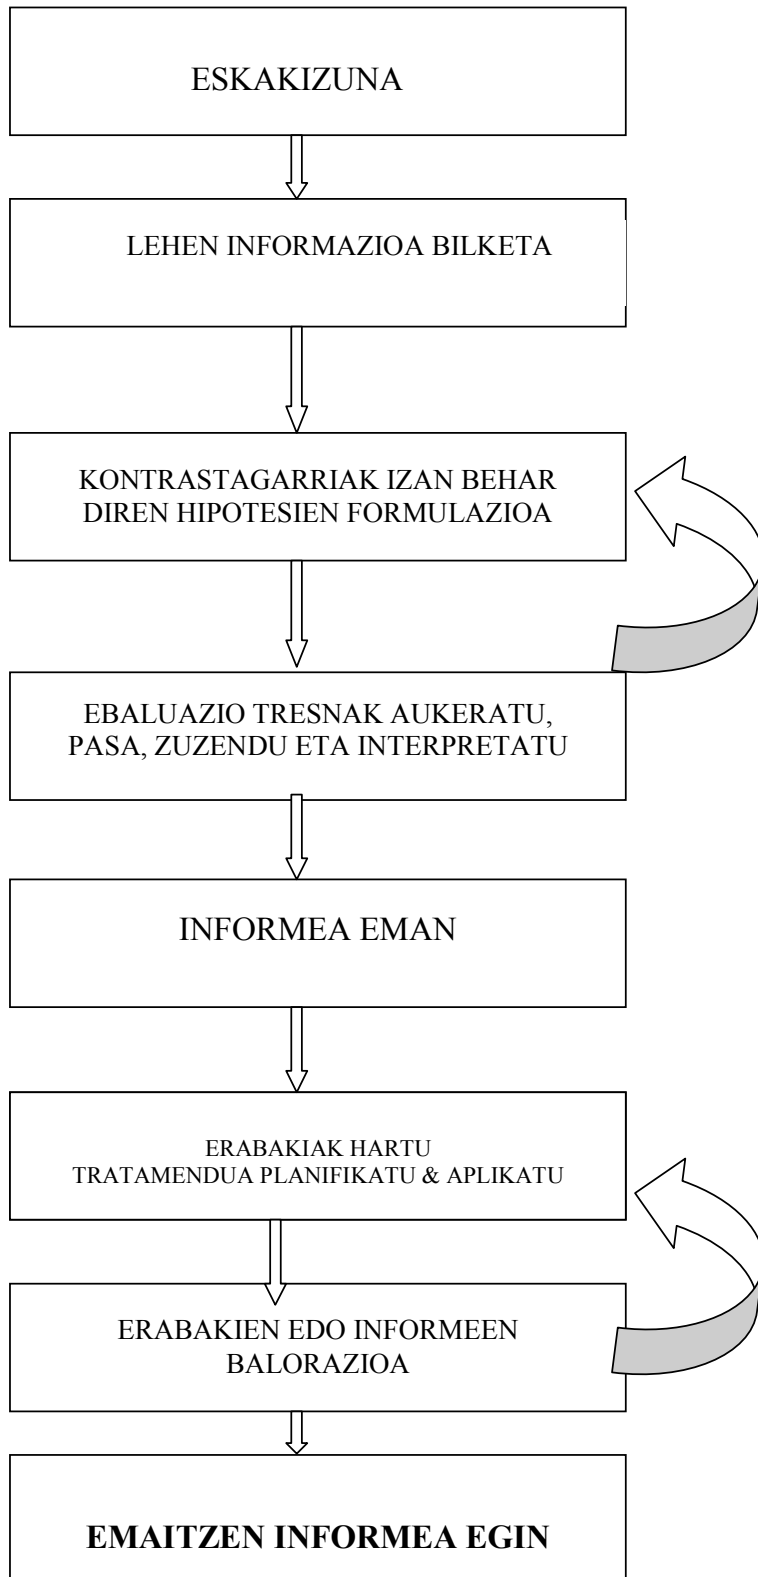 ESKAKIZUNA
LEHEN INFORMAZIOA BILKETA
KONTRASTAGARRIAK IZAN BEHAR
DIREN HIPOTESIEN FORMULAZIOA
EBALUAZIO TRESNAK AUKERATU,
PASA, ZUZENDU ETA INTERPRETATU
INFORMEA EMAN
ERABAKIAK HARTU
TRATAMENDUA PLANIFIKATU & APLIKATU
ERABAKIEN EDO INFORMEEN
BALORAZIOA
EMAITZEN INFORMEA EGIN